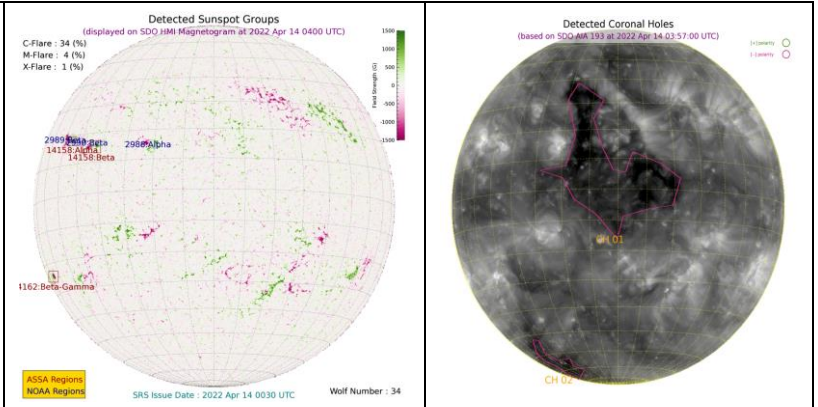 Detected Sunspot Groups
(displayed on SDO HMI Magnetogram at 2022 Apr 14 0400 UTC)
C-Flare : 34 (%)
M-Flare : 4 (%)
X-Flare : 1 (%)
1500
1000
500
0
-500
-1000
-1500
Field Strength (G)
2988:Alpha
14158:Alpha
14158:Beta
4162:Beta-Gamma
ASSA Regions
NOAA Regions
SRS Issue Date : 2022 Apr 14 0030 UTC
Wolf Number : 34
Detected Coronal Holes
(based on SDO AIA 193 at 2022 Apr 14 03:57:00 UTC)
(+)polarity
(-)polarity
CH 01
CH 02